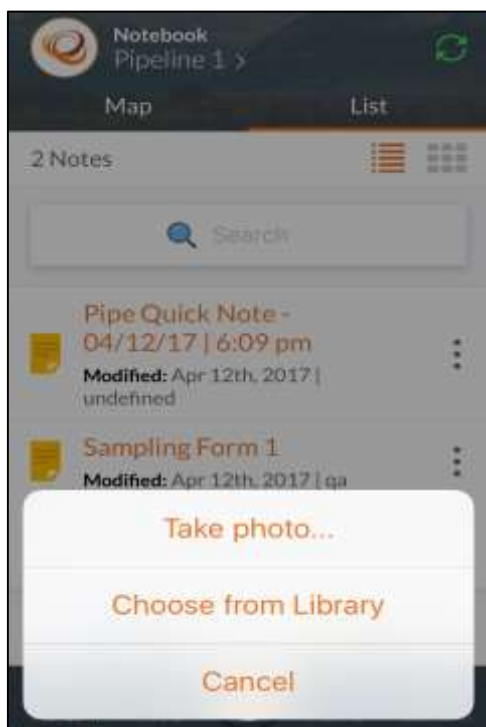 Notebook
Pipeline 1 >
Map
List
2 Notes
Search
Pipe Quick Note -
04/12/17 | 6:09 pm
Modified: Apr 12th, 2017 |
undefined
Sampling Form 1
Modified: Apr 12th, 2017 | qa
Take photo...
Choose from Library
Cancel